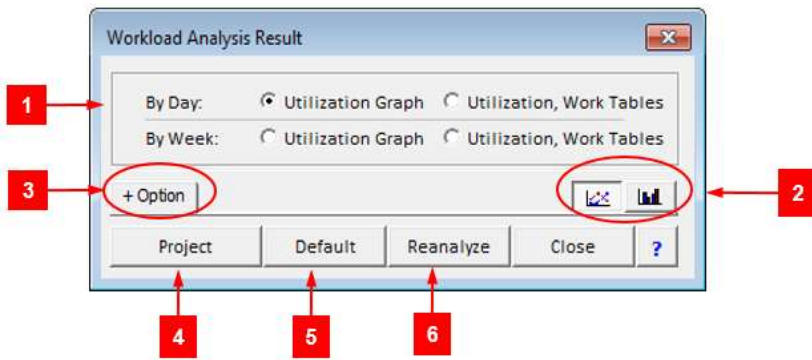 Workload Analysis Result
1
By Day: Utilization Graph Utilization, Work Tables
By Week: Utilization Graph Utilization, Work Tables
3
+ Option
2
Project Default Reanalyze Close ?
4 5 6